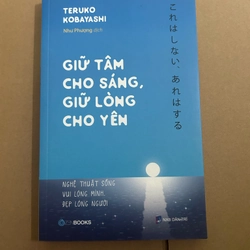 TERUKO
KOBAYASHI
Như Phương dịch
これはしない、あれはする
GIỮ TÂM
CHO SÁNG,
GIỮ LÒNG
CHO YÊN
NGHỆ THUẬT SỐNG
VUI LÒNG MÌNH,
ĐẸP LÒNG NGƯỜI
BOOKS